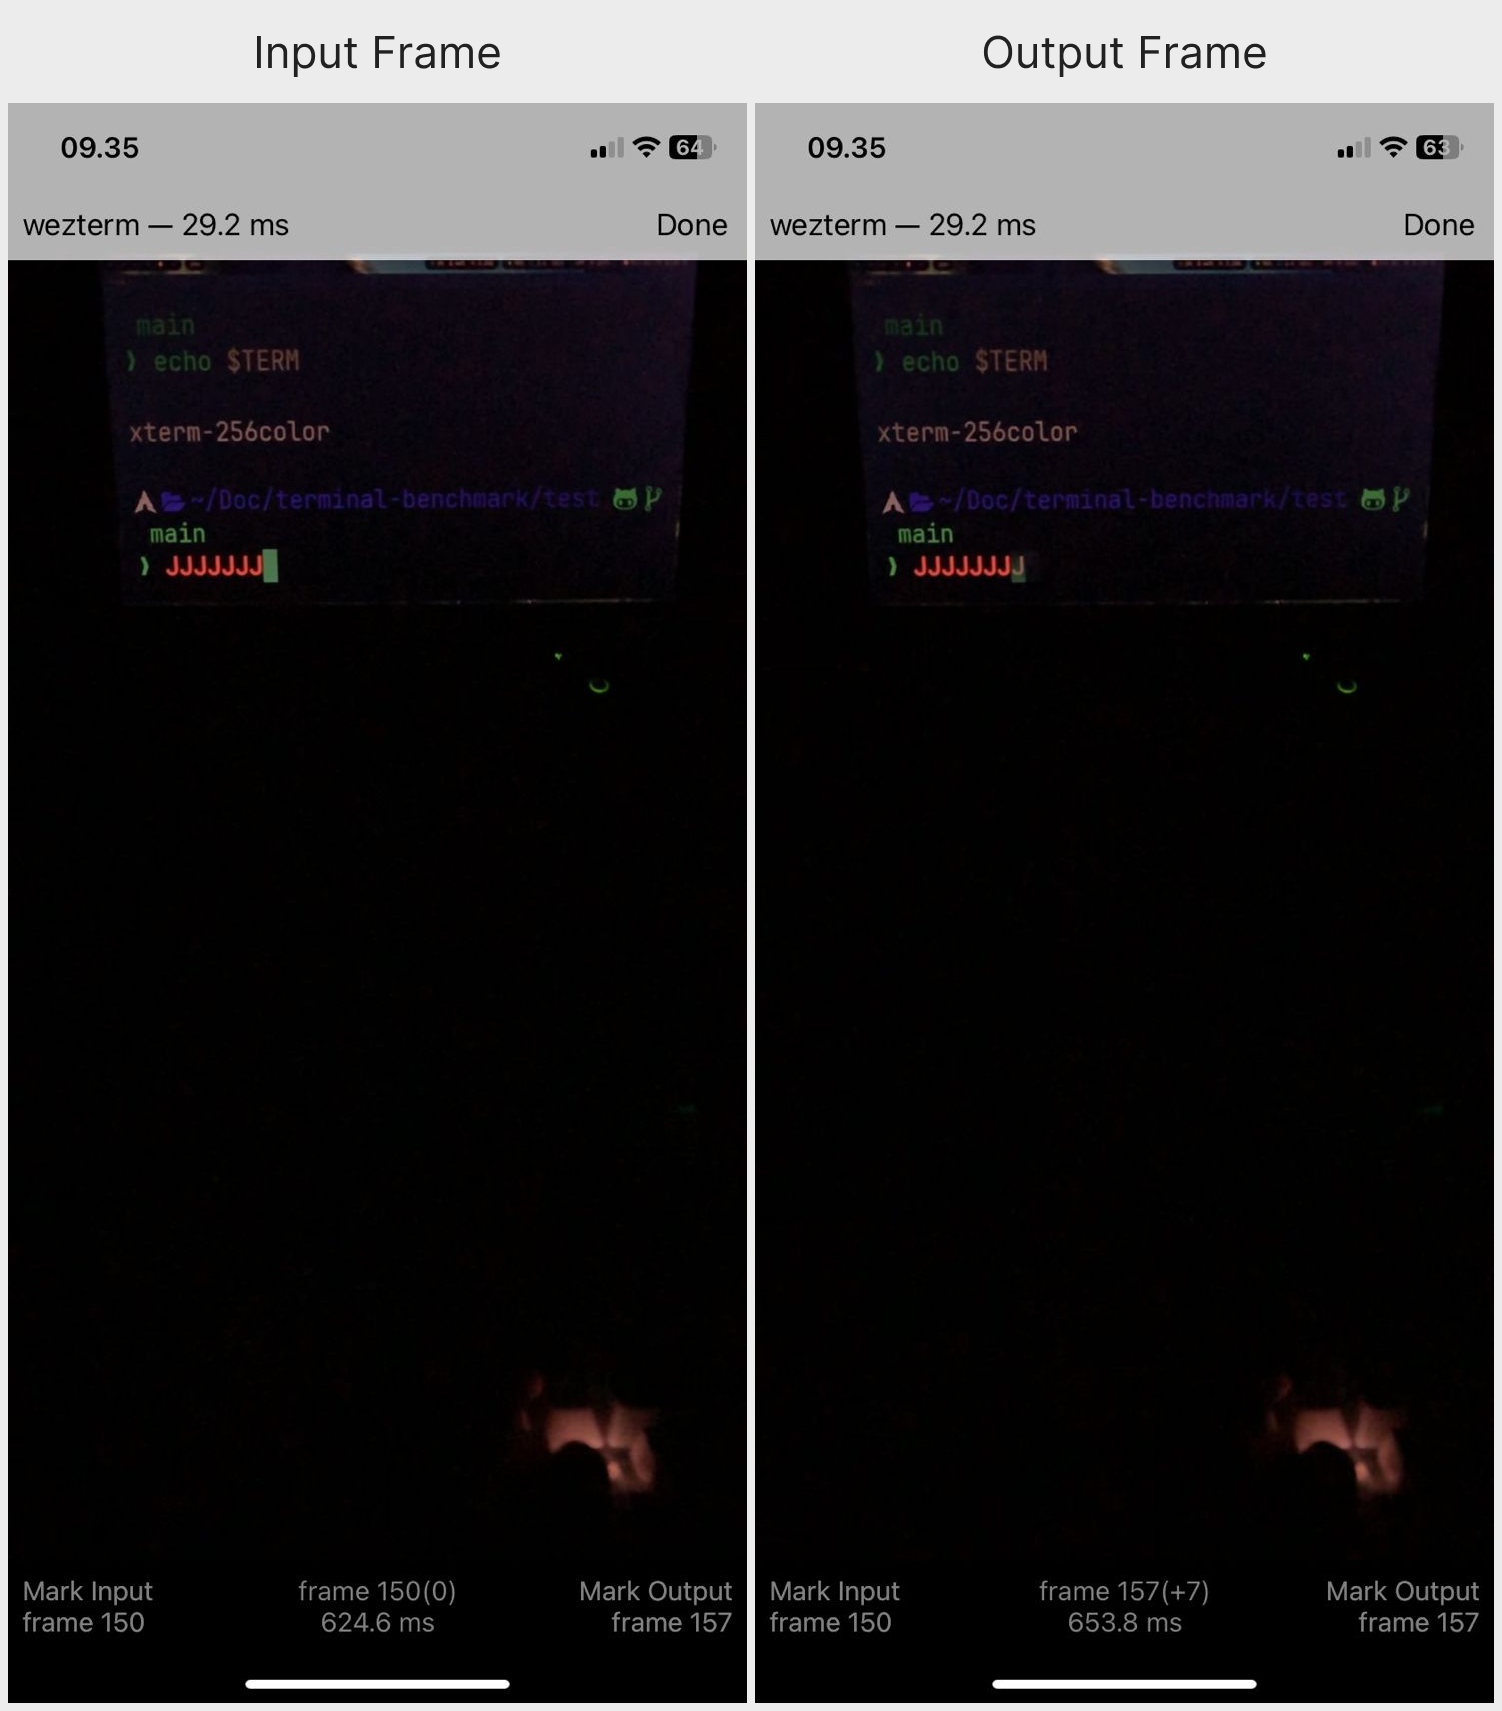 Input Frame
Output Frame
09.35
64
wezterm — 29.2 ms
Done
main
❯ echo $TERM
xterm-256color
~/Doc/terminal-benchmark/test
main
❯ JJJJJJJ
Mark Input
frame 150
frame 150(0)
624.6 ms
Mark Output
frame 157
09.35
63
wezterm — 29.2 ms
Done
main
❯ echo $TERM
xterm-256color
~/Doc/terminal-benchmark/test
main
❯ JJJJJJJJ
Mark Input
frame 150
frame 157(+7)
653.8 ms
Mark Output
frame 157